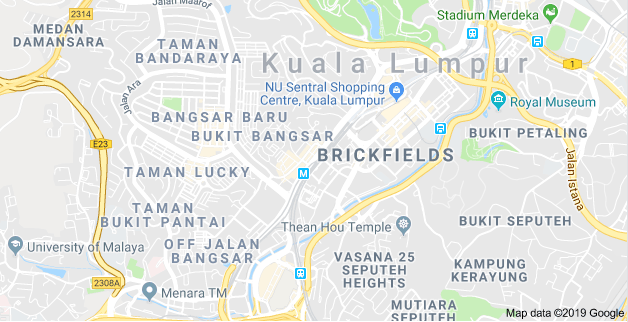 Jalan Maarof
2314
Stadium Merdeka
MEDAN
DAMANSARA
TAMAN
BANDARAYA
Kuala Lumpur
1
Jalan Ara
NU Sentral Shopping
Centre, Kuala Lumpur
Royal Museum
BANGSAR BARU
BUKIT BANGSAR
BUKIT PETALING
E23
BRICKFIELDS
Jalan Istana
TAMAN LUCKY
M
TAMAN
BUKIT PANTAI
Thean Hou Temple
BUKIT SEPUTEH
University of Malaya
OFF JALAN
BANGSAR
VASANA 25
SEPUTEH
HEIGHTS
KAMPUNG
KERAYUNG
2308A
Menara TM
MUTIARA
SEPUTEH
Map data ©2019 Google